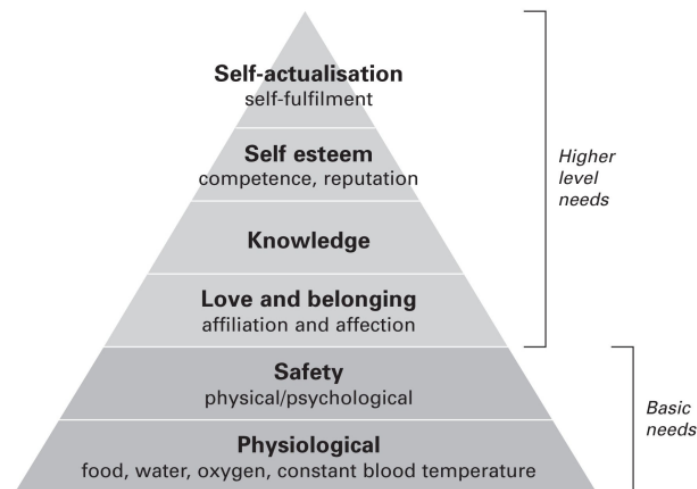 Self-actualisation
self-fulfilment
Self esteem
competence, reputation
Knowledge
Love and belonging
affiliation and affection
Safety
physical/psychological
Physiological
food, water, oxygen, constant blood temperature
Higher
level
needs
Basic
needs